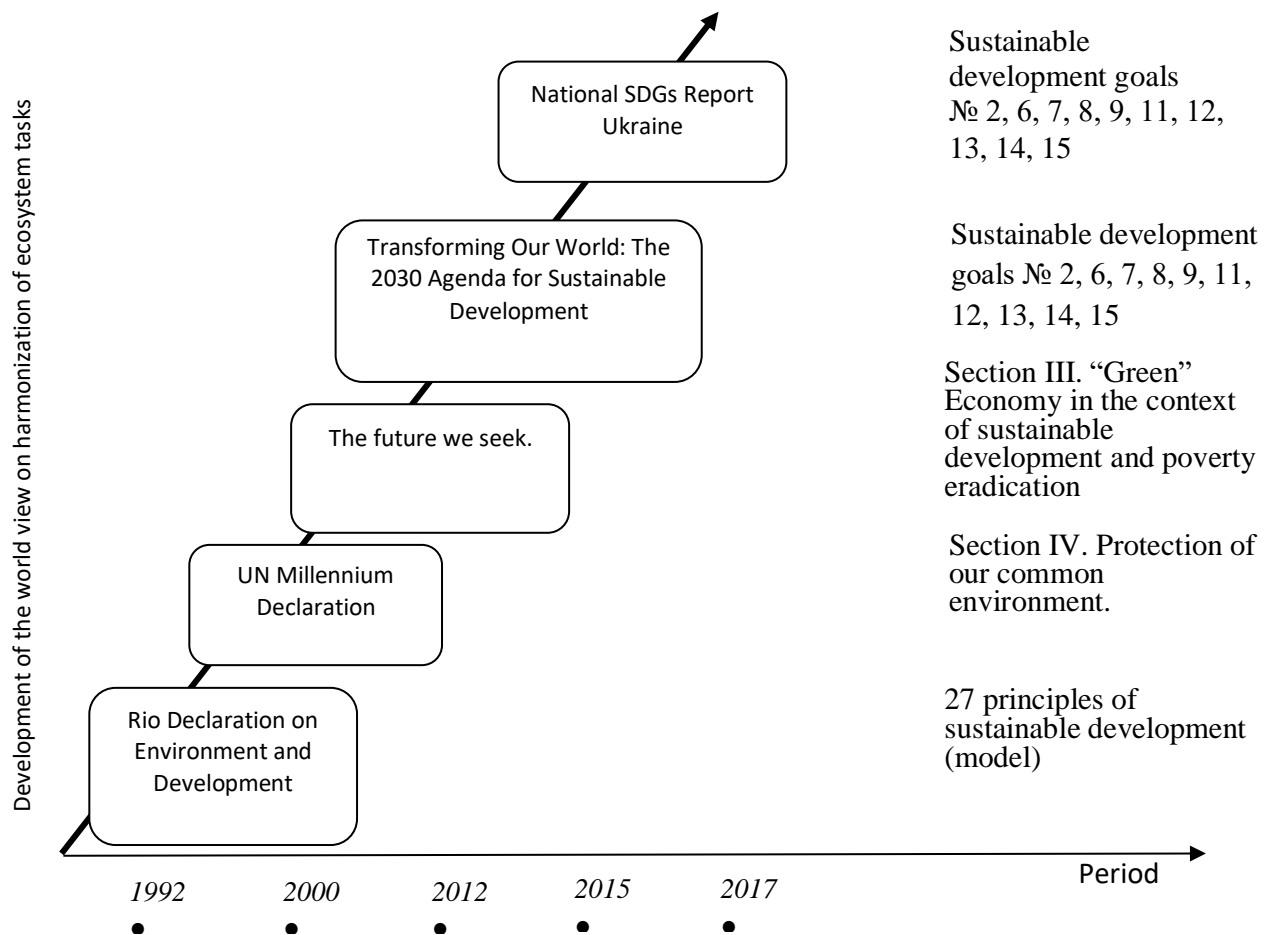 Development of the world view on harmonization of ecosystem tasks
National SDGs Report
Ukraine
Sustainable
development goals
№ 2, 6, 7, 8, 9, 11, 12,
13, 14, 15
Transforming Our World: The
2030 Agenda for Sustainable
Development
Sustainable development
goals № 2, 6, 7, 8, 9, 11,
12, 13, 14, 15
The future we seek.
Section III. “Green”
Economy in the context
of sustainable
development and poverty
eradication
UN Millennium
Declaration
Section IV. Protection of
our common
environment.
Rio Declaration on
Environment and
Development
27 principles of
sustainable development
(model)
Period
1992
2000
2012
2015
2017